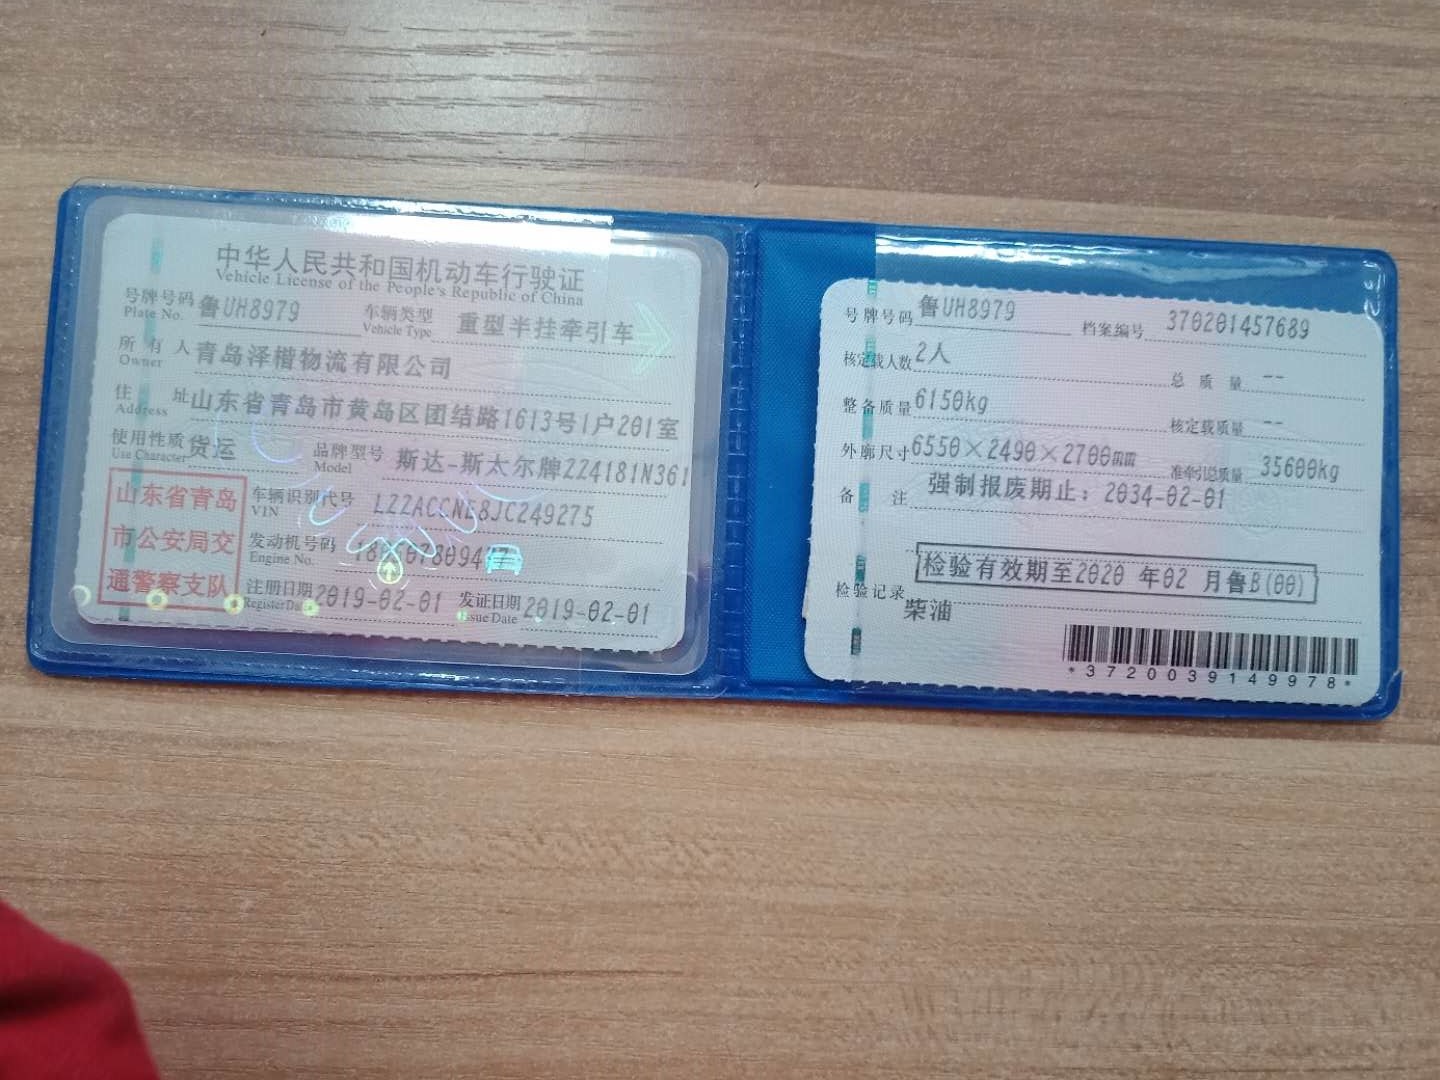 中华人民共和国机动车行驶证
Vehicle License of the People's Republic of China
号牌号码 鲁UH8979 车辆类型 重型半挂牵引车
Plate No. Vehicle Type
所有人 青岛泽楷物流有限公司
Owner
住址 山东省青岛市黄岛区团结路1613号1户201室
Address
使用性质 货运 品牌型号 斯达-斯太尔牌ZZ4181N361
Use Character Model
山东省青岛
市公安局交
通警察支队
车辆识别代号 LZZACCNE8JC249275
VIN
发动机号码
Engine No.
注册日期 2019-02-01 发证日期 2019-02-01
Register Date Issue Date
号牌号码 鲁UH8979 档案编号 370201457689
核定载人数 2人 总质量 --
整备质量 6150kg 核定载质量 --
外廓尺寸 6550×2490×2700㎜ 准牵引总质量 35600kg
备注 强制报废期止：2034-02-01
检验记录 检验有效期至2020 年02 月鲁B(00)
柴油
*3720039149978*